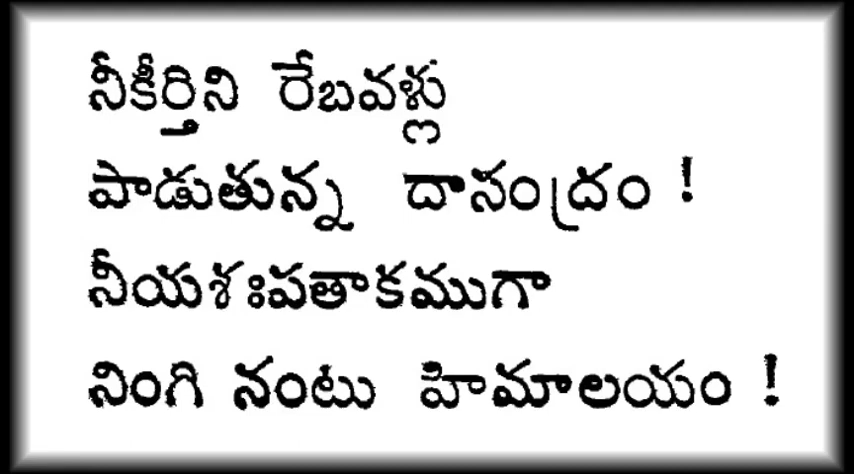 నీకీర్తిని రేబవళ్లు
పాడుతున్న దాసంద్రం !
నీయశఃపతాకముగా
నింగి నంటు హిమాలయం !